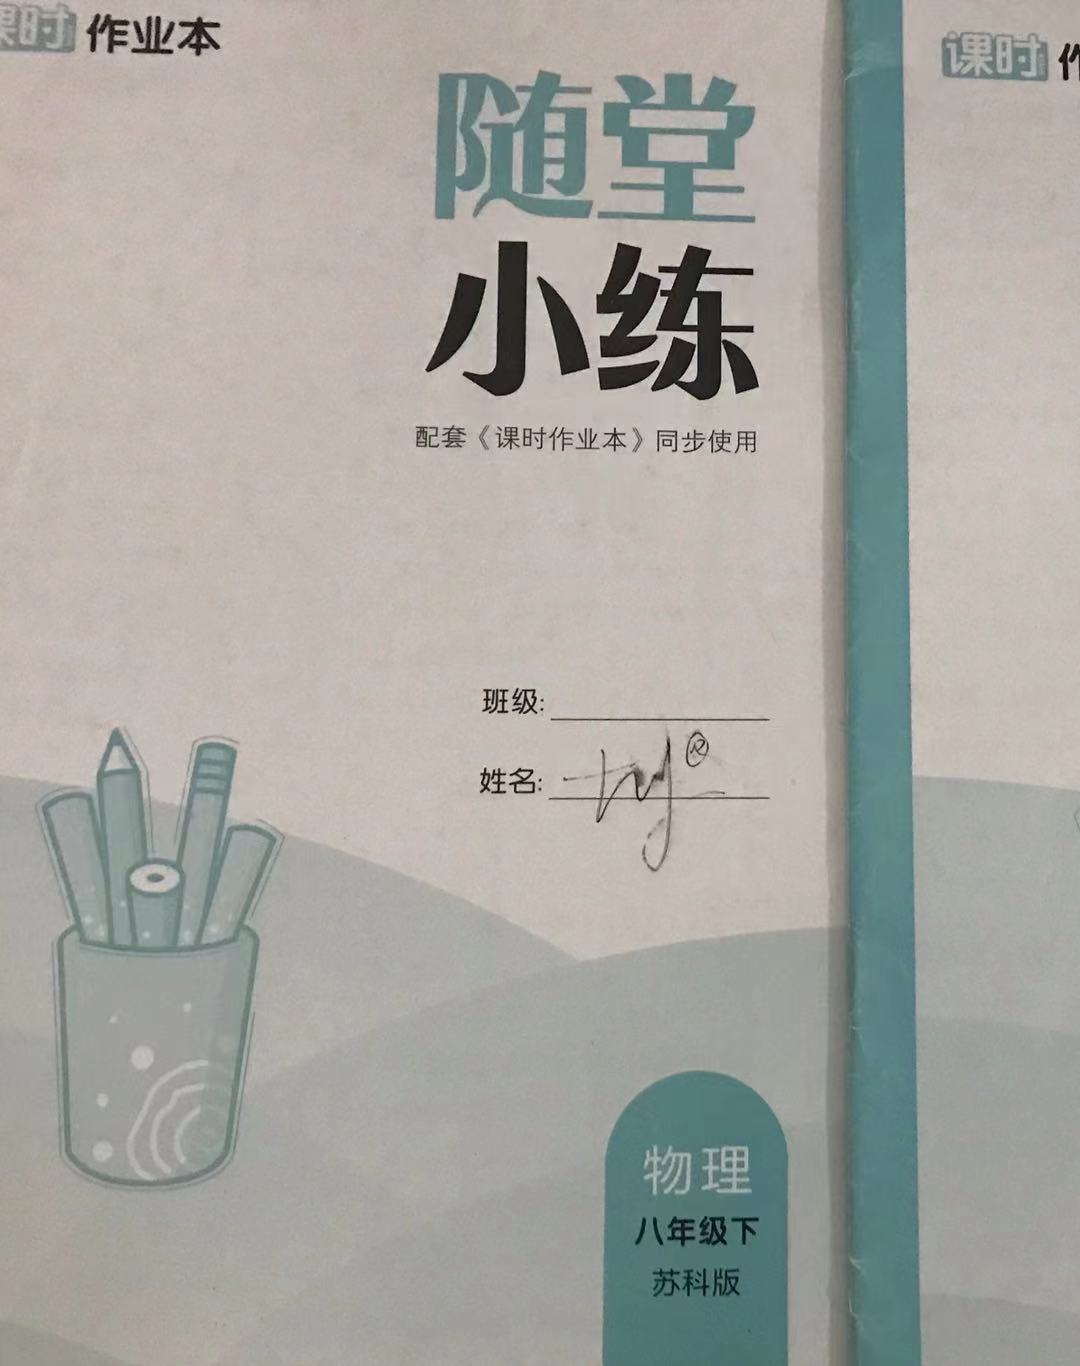 课时 作业本
课时 作
随堂
小练
配套《课时作业本》同步使用
班级:
姓名:
®
物理
八年级下
苏科版